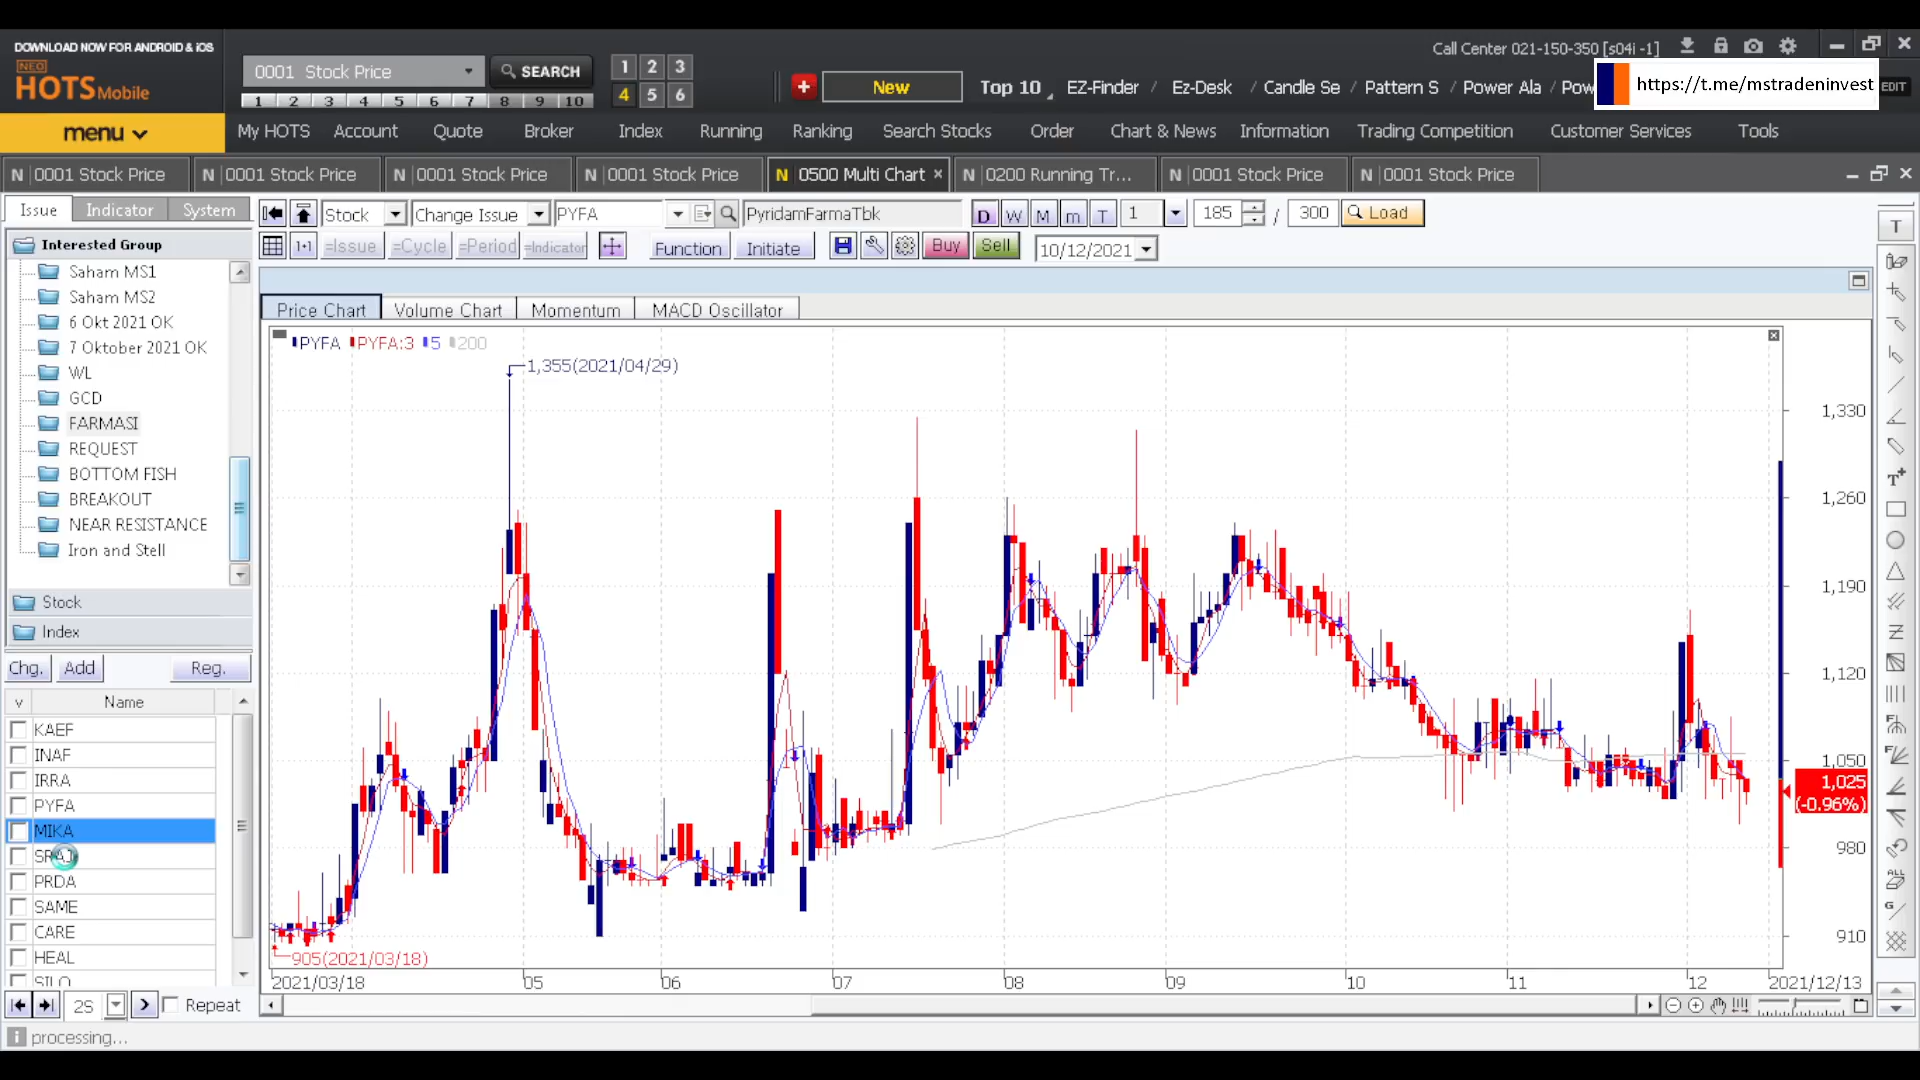 DOWNLOAD NOW FOR ANDROID & iOS
NEO
HOTS Mobile
0001 Stock Price
SEARCH
1 2 3
4 5 6
1 2 3 4 5 6 7 8 9 10
Call Center 021-150-350 [s04i -1]
New
Top 10
EZ-Finder / Ez-Desk / Candle Se / Pattern S / Power Ala / Pow
https://t.me/mstradeninvest
EDIT
menu
My HOTS Account Quote Broker Index Running Ranking Search Stocks Order Chart & News Information Trading Competition Customer Services Tools
N 0001 Stock Price N 0001 Stock Price N 0001 Stock Price N 0001 Stock Price N 0500 Multi Chart × N 0200 Running Tr... N 0001 Stock Price N 0001 Stock Price
Issue Indicator System
Stock Change Issue PYFA PyridamFarmaTbk D W M m T 1 185 / 300 Load
=Issue =Cycle =Period =Indicator Function Initiate Buy Sell 10/12/2021
Interested Group
Saham MS1
Saham MS2
6 Okt 2021 OK
7 Oktober 2021 OK
WL
GCD
FARMASI
REQUEST
BOTTOM FISH
BREAKOUT
NEAR RESISTANCE
Iron and Stell
Stock
Index
Chg. Add Reg.
v Name
KAEF
INAF
IRRA
PYFA
MIKA
PRDA
SAME
CARE
HEAL
SILO
2S Repeat
processing...
Price Chart Volume Chart Momentum MACD Oscillator
PYFA PYFA:3 5 200
1,355(2021/04/29)
905(2021/03/18)
1,330
1,260
1,190
1,120
1,050
1,025
(-0.96%)
980
910
2021/03/18 05 06 07 08 09 10 11 12 2021/12/13
T
ALL
G